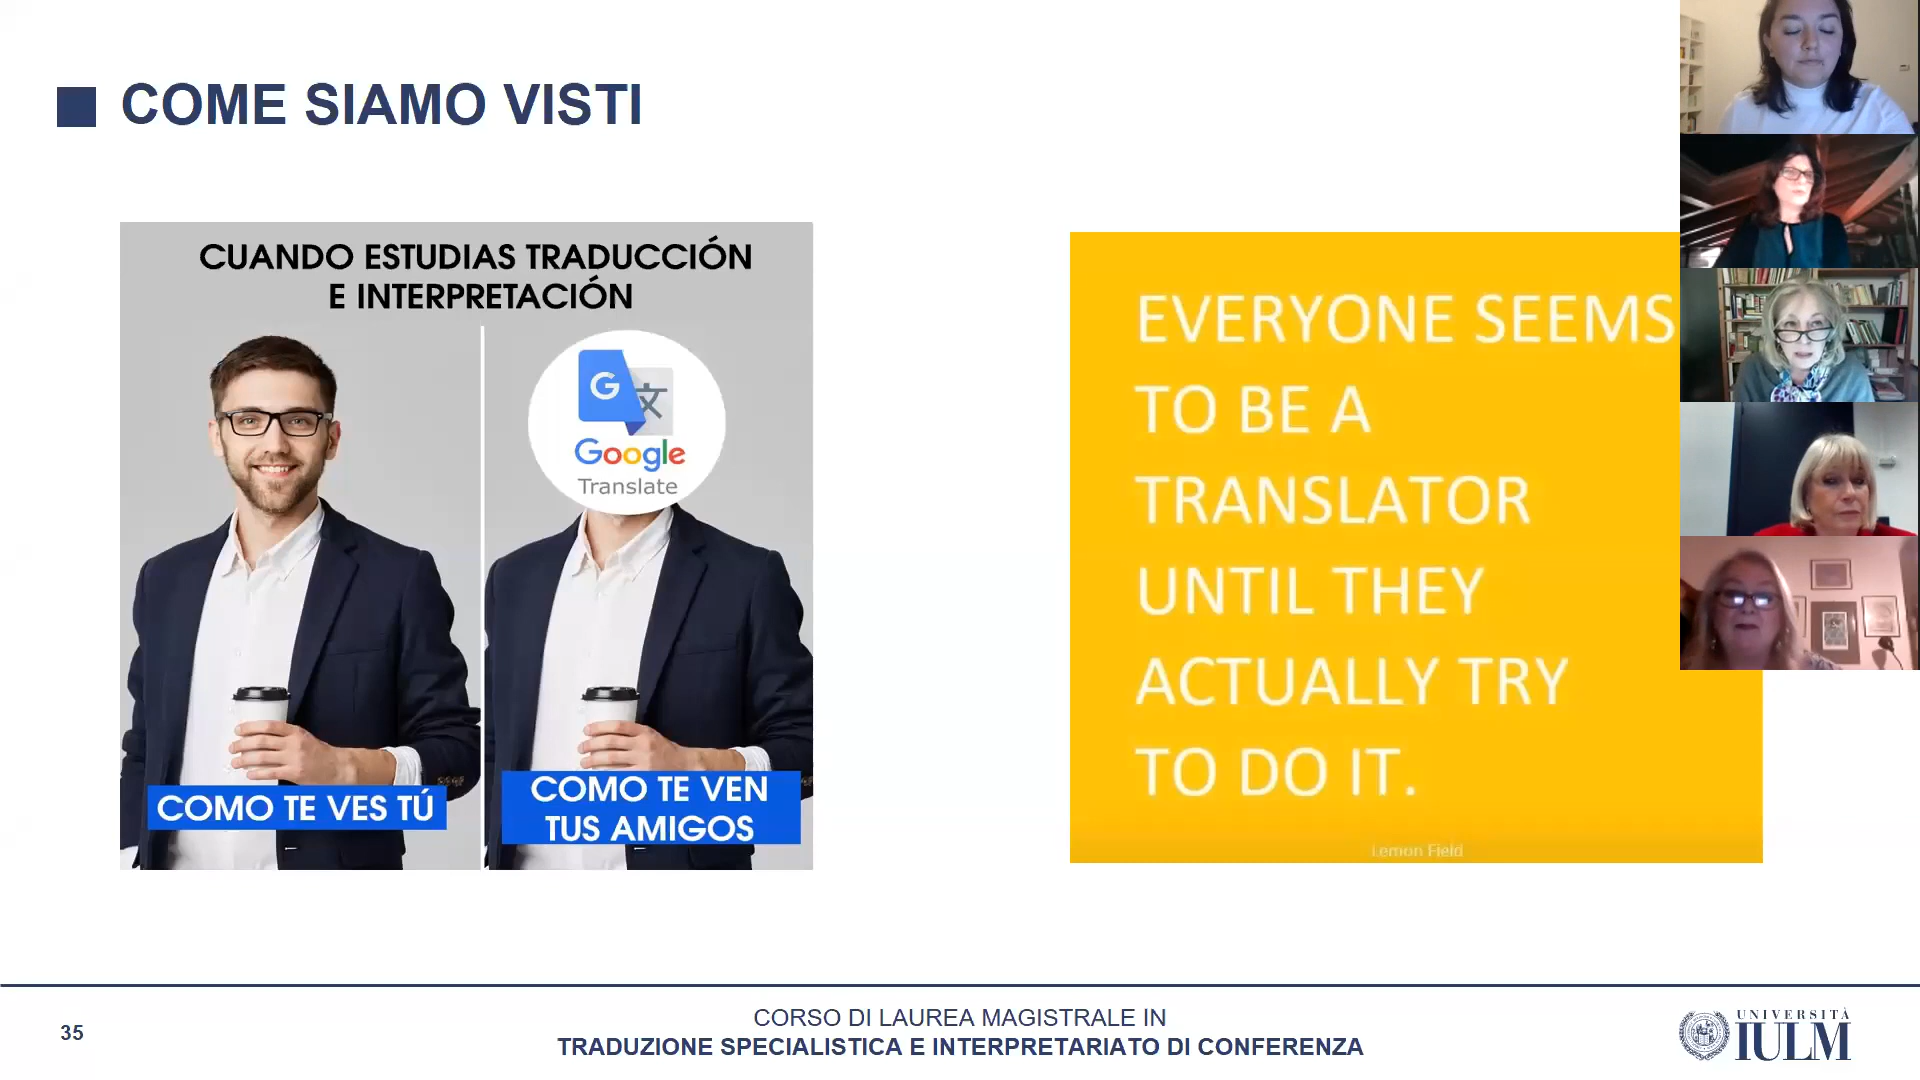 COME SIAMO VISTI
CUANDO ESTUDIAS TRADUCCIÓN
E INTERPRETACIÓN
G
Google
Translate
COMO TE VES TÚ
COMO TE VEN
TUS AMIGOS
EVERYONE SEEMS
TO BE A
TRANSLATOR
UNTIL THEY
ACTUALLY TRY
TO DO IT.
Lemon Field
35
CORSO DI LAUREA MAGISTRALE IN
TRADUZIONE SPECIALISTICA E INTERPRETARIATO DI CONFERENZA
UNIVERSITÀ
IULM